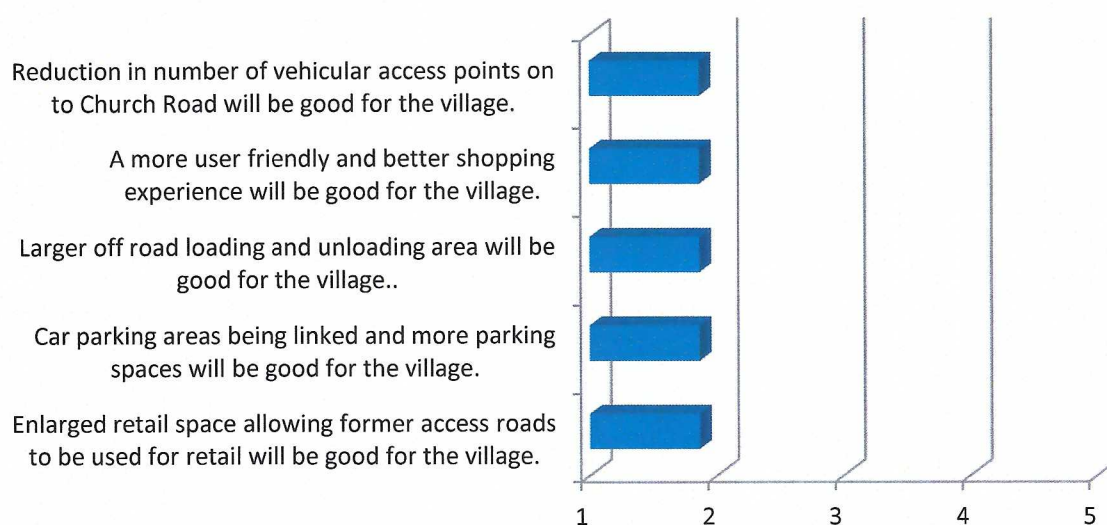 Reduction in number of vehicular access points on
to Church Road will be good for the village.
A more user friendly and better shopping
experience will be good for the village.
Larger off road loading and unloading area will be
good for the village..
Car parking areas being linked and more parking
spaces will be good for the village.
Enlarged retail space allowing former access roads
to be used for retail will be good for the village.
1 2 3 4 5